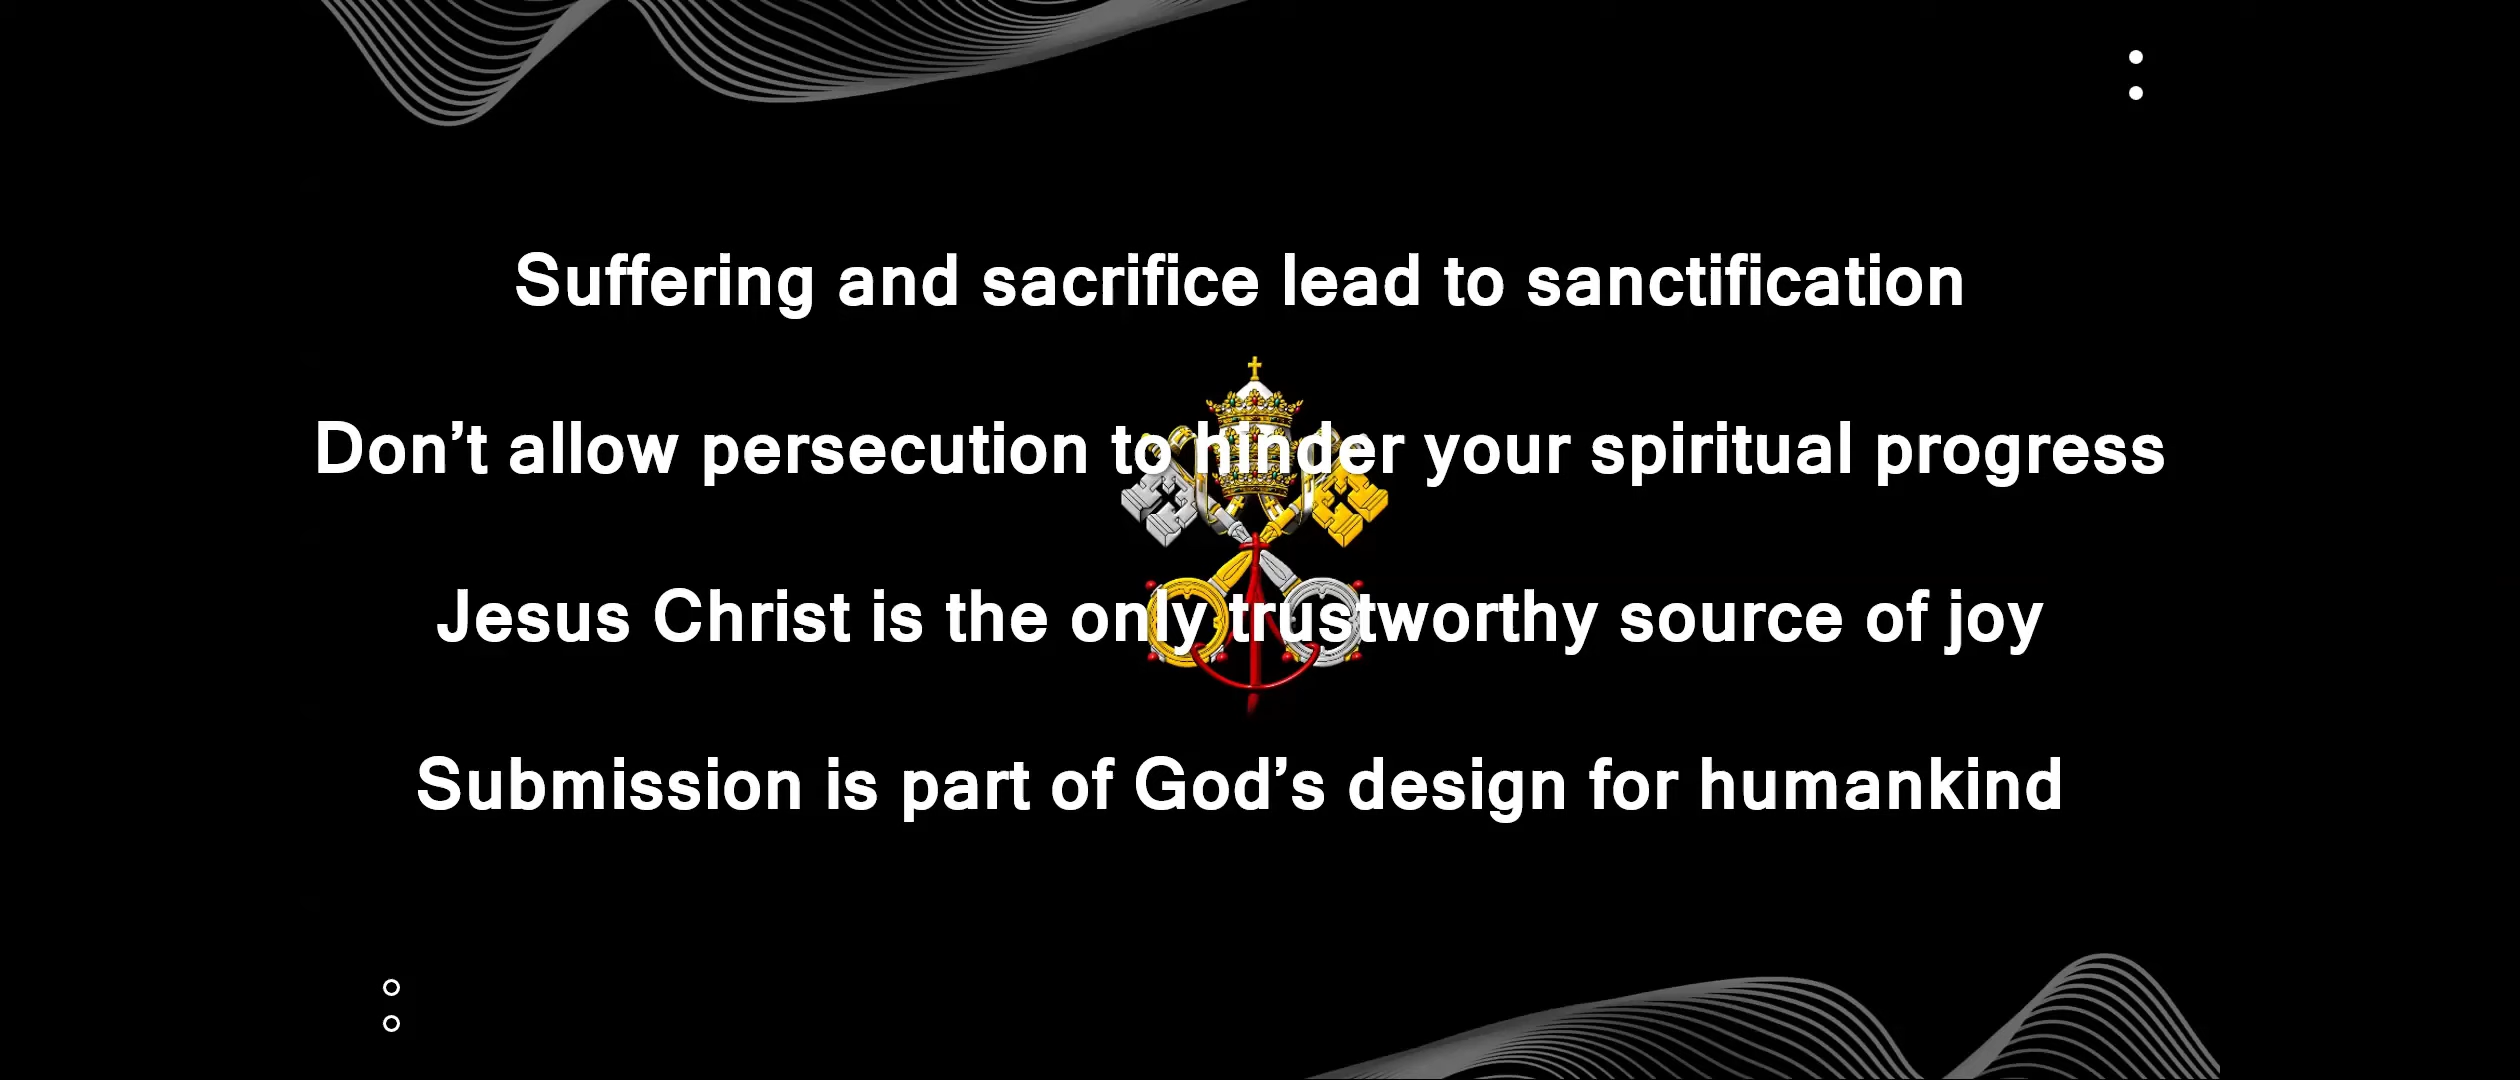 Suffering and sacrifice lead to sanctification
Don’t allow persecution to hinder your spiritual progress
Jesus Christ is the only trustworthy source of joy
Submission is part of God’s design for humankind